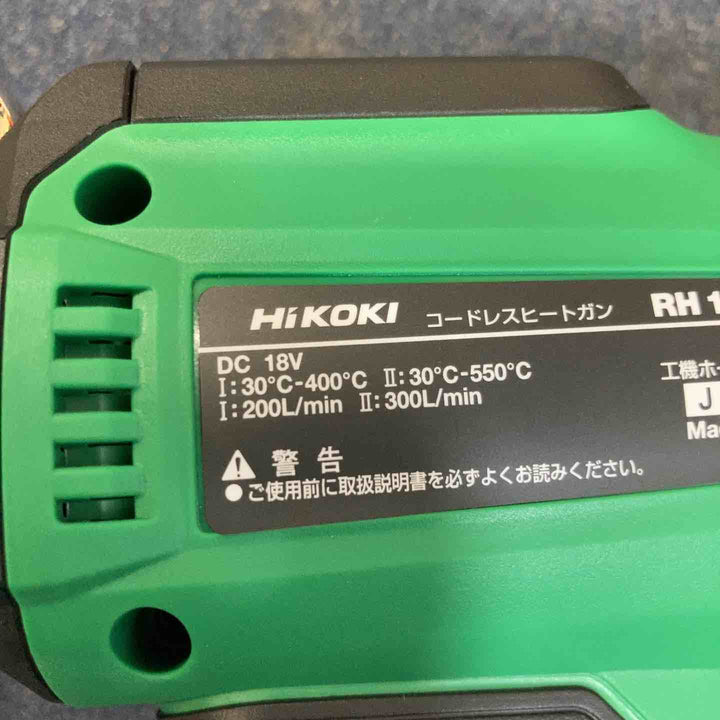 HiKOKI コードレスヒートガン RH 1
DC 18V
I:30°C-400°C II:30°C-550°C
I:200L/min II:300L/min
工機ホ
J
Ma
警告
●ご使用前に取扱説明書を必ずよくお読みください。